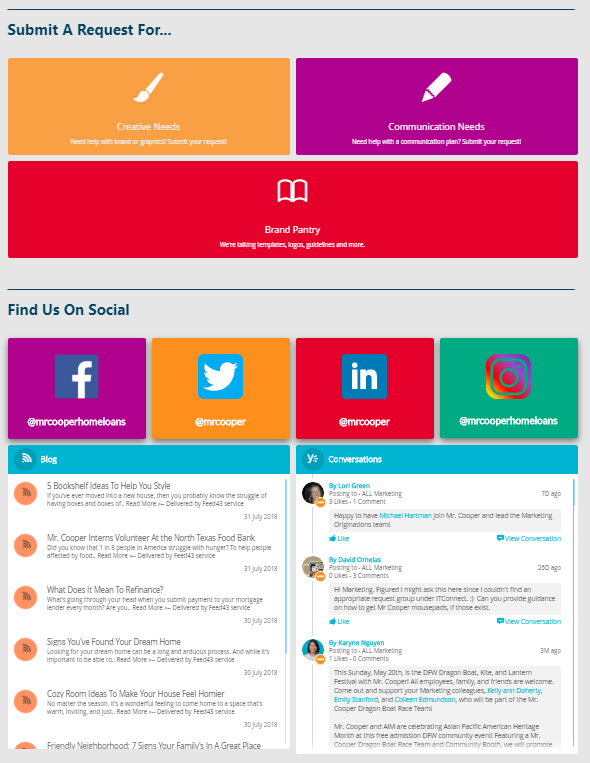 Submit A Request For...
Creative Needs
Need help with brand or graphics? Submit your request!
Communication Needs
Need help with a communication plan? Submit your request!
Brand Pantry
We're talking templates, logos, guidelines and more.
Find Us On Social
@mrcooperhomeloans
@mrcooper
in
@mrcooper
@mrcooperhomeloans
Blog
5 Bookshelf Ideas To Help You Style
If you've ever moved into a new house, then you probably know the struggle of
having boxes and boxes of.. Read More »-- Delivered by Feed43 service
31 July 2018
Mr. Cooper Interns Volunteer At the North Texas Food Bank
Did you know that 1 in 8 people in America struggle with hunger? To help people
affected by food.. Read More »-- Delivered by Feed43 service
31 July 2018
What Does It Mean To Refinance?
What's going through your head when you submit payment to your mortgage
lender every month? Are you.. Read More »-- Delivered by Feed43 service
30 July 2018
Signs You've Found Your Dream Home
Looking for your dream home can be a long and arduous process. And while it's
important to be able to.. Read More »-- Delivered by Feed43 service
30 July 2018
Cozy Room Ideas To Make Your House Feel Homier
No matter the season, it's a wonderful feeling to come home to a space that's
warm, inviting, and just.. Read More »-- Delivered by Feed43 service
30 July 2018
Friendly Neighborhood: 7 Signs Your Family's In A Great Place
Conversations
By Lori Green
Posting to - ALL Marketing
7D ago
3 Likes - 1 Comment
Happy to have Michael Hartman join Mr. Cooper and lead the Marketing
Originations team!
Like
View Conversation
By David Ornelas
Posting to - ALL Marketing
26D ago
0 Likes - 3 Comments
Hi Marketing. Figured I might ask this here since I couldn't find an
appropriate request group under ITConnect. :) Can you provide guidance
on how to get Mr Cooper mousepads, if those exist.
Like
View Conversation
By Karyne Nguyen
Posting to - ALL Marketing
3M ago
1 Likes - 0 Comments
This Sunday, May 20th, is the DFW Dragon Boat, Kite, and Lantern
Festival with Mr. Cooper! All employees, family, and friends are welcome.
Come out and support your Marketing colleagues, Kelly ann Doherty,
Emily Stanford, and Colleen Edmundson, who will be part of the Mr.
Cooper Dragon Boat Race Team!
Mr. Cooper and AIM are celebrating Asian Pacific American Heritage
Month at this free admission DFW community event! Featuring a Mr.
Cooper Dragon Boat Race Team and Community Booth, we will promote